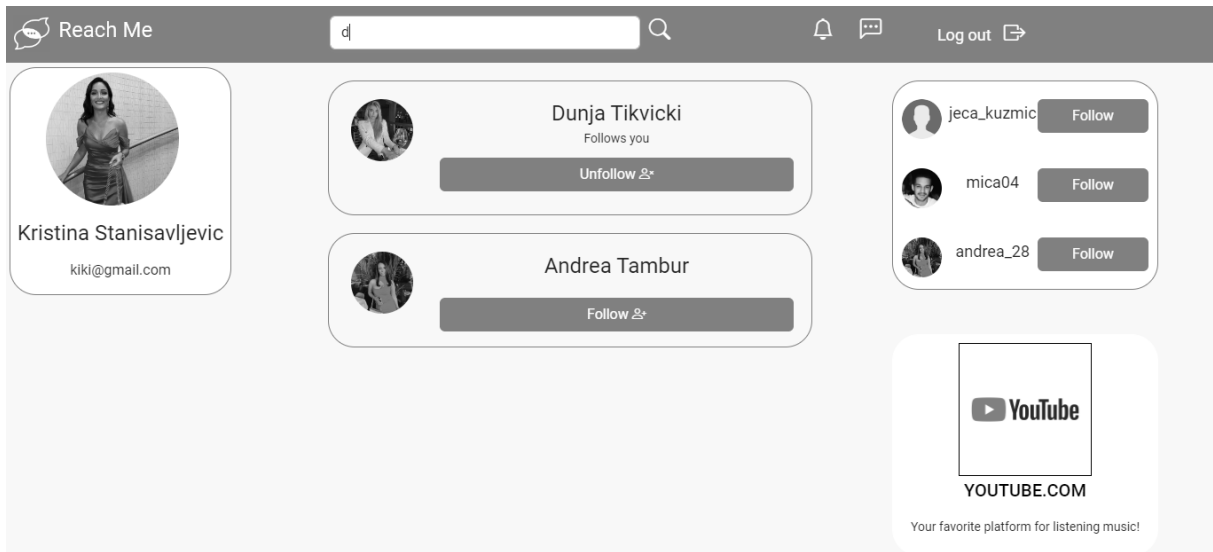 Reach Me
d
Log out
Kristina Stanisavljevic
kiki@gmail.com
Dunja Tikvicki
Follows you
Unfollow
Andrea Tambur
Follow
jeca_kuzmic Follow
mica04 Follow
andrea_28 Follow
YouTube
YOUTUBE.COM
Your favorite platform for listening music!